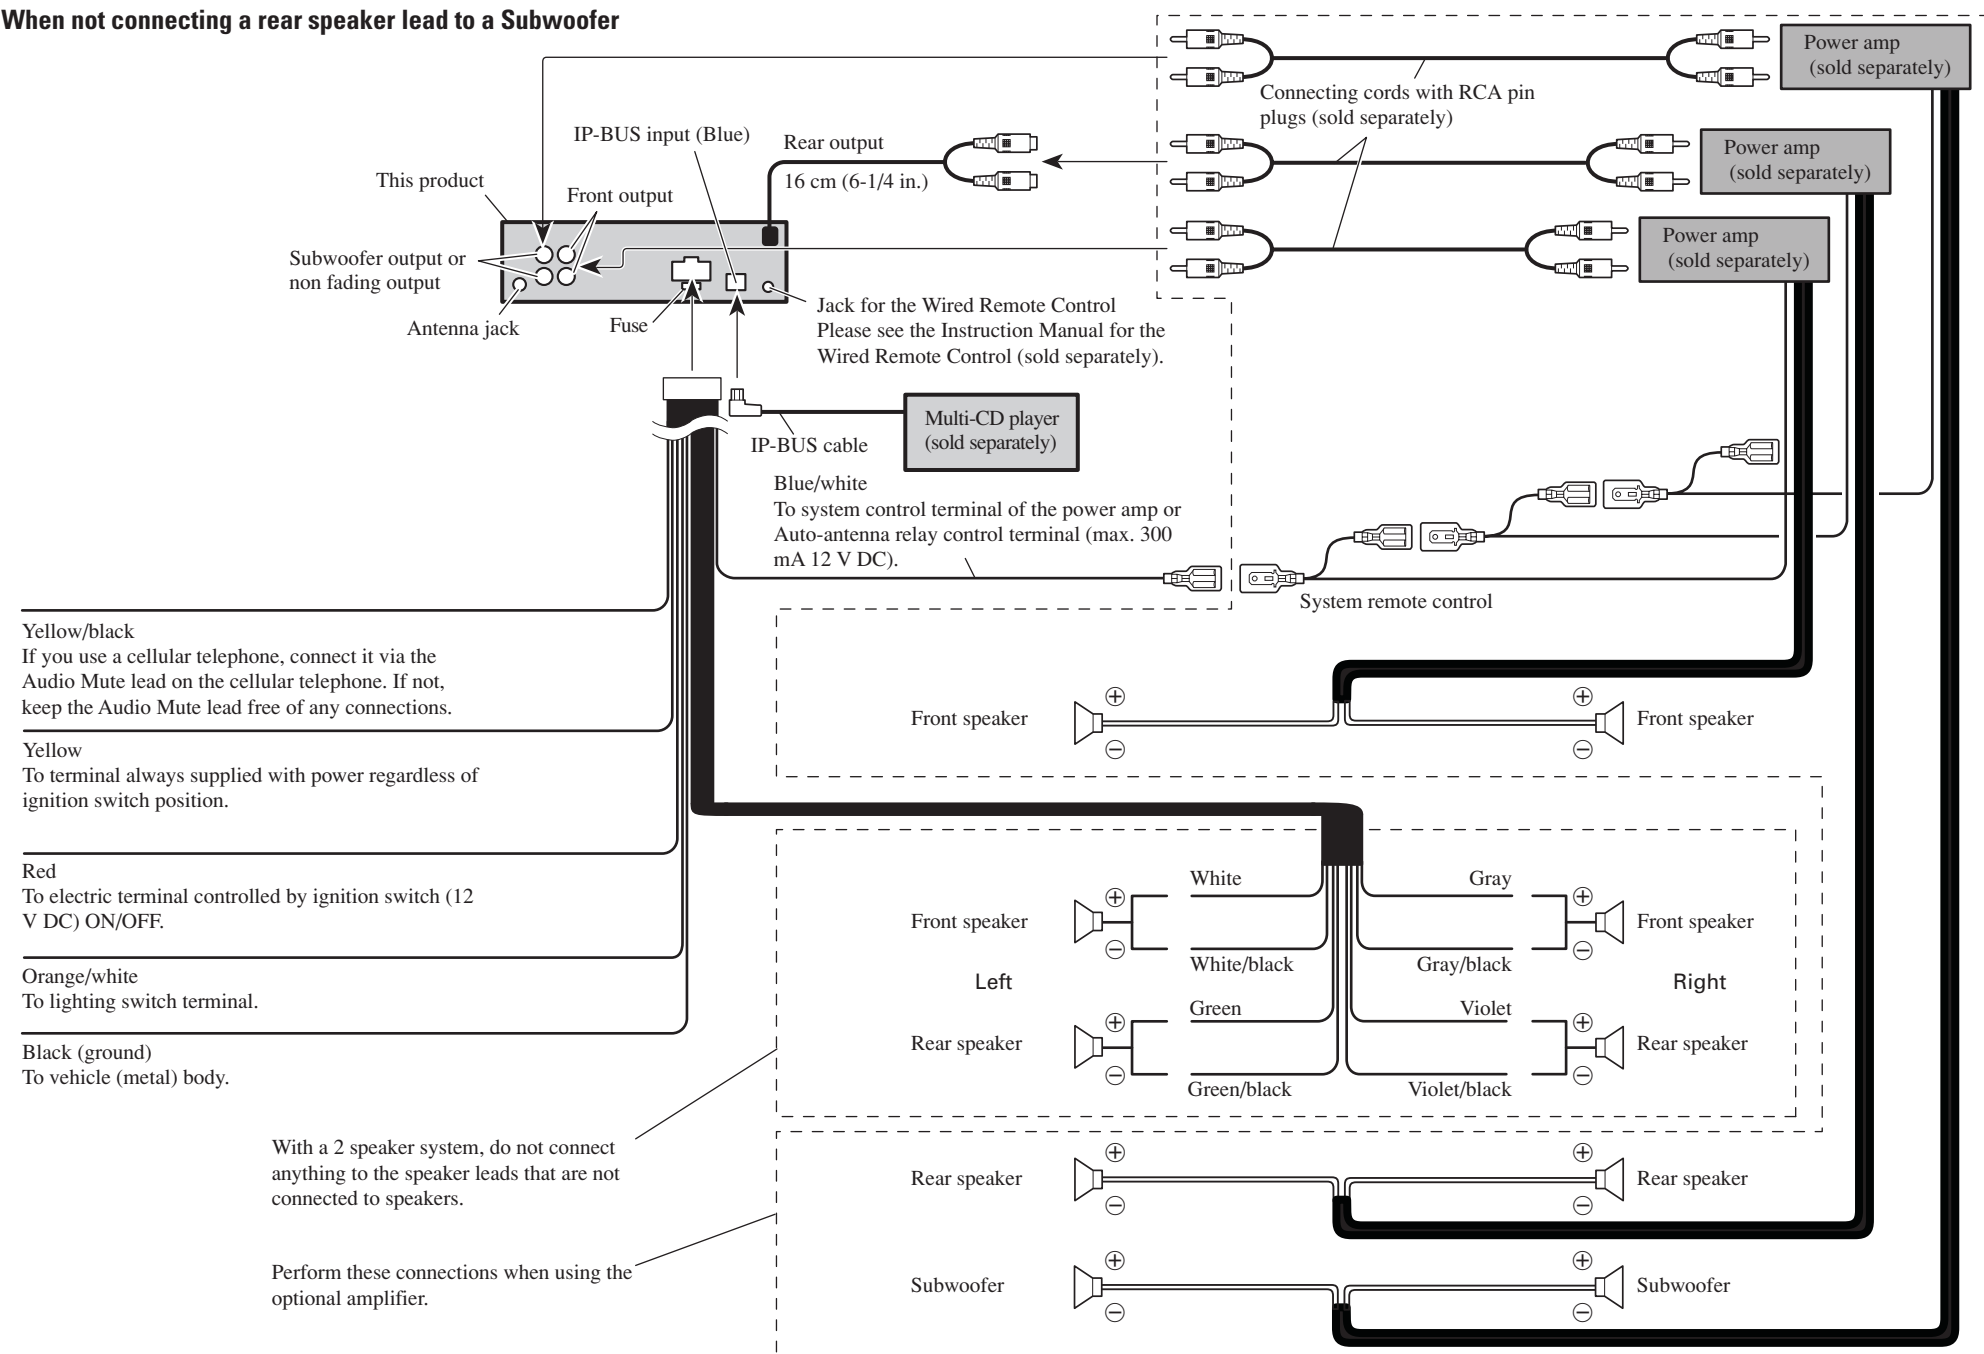 When not connecting a rear speaker lead to a Subwoofer
Power amp
(sold separately)
Connecting cords with RCA pin
plugs (sold separately)
IP-BUS input (Blue)
Rear output
16 cm (6-1/4 in.)
Power amp
(sold separately)
This product
Front output
Power amp
(sold separately)
Subwoofer output or
non fading output
Antenna jack
Fuse
Jack for the Wired Remote Control
Please see the Instruction Manual for the
Wired Remote Control (sold separately).
Multi-CD player
(sold separately)
IP-BUS cable
Blue/white
To system control terminal of the power amp or
Auto-antenna relay control terminal (max. 300
mA 12 V DC).
System remote control
Yellow/black
If you use a cellular telephone, connect it via the
Audio Mute lead on the cellular telephone. If not,
keep the Audio Mute lead free of any connections.
Yellow
To terminal always supplied with power regardless of
ignition switch position.
Red
To electric terminal controlled by ignition switch (12
V DC) ON/OFF.
Orange/white
To lighting switch terminal.
Black (ground)
To vehicle (metal) body.
With a 2 speaker system, do not connect
anything to the speaker leads that are not
connected to speakers.
Perform these connections when using the
optional amplifier.
+ +
Front speaker Front speaker
− −
White Gray
+ +
Front speaker Front speaker
− −
White/black Gray/black
Left Right
Green Violet
+ +
Rear speaker Rear speaker
− −
Green/black Violet/black
+ +
Rear speaker Rear speaker
− −
+ +
Subwoofer Subwoofer
− −